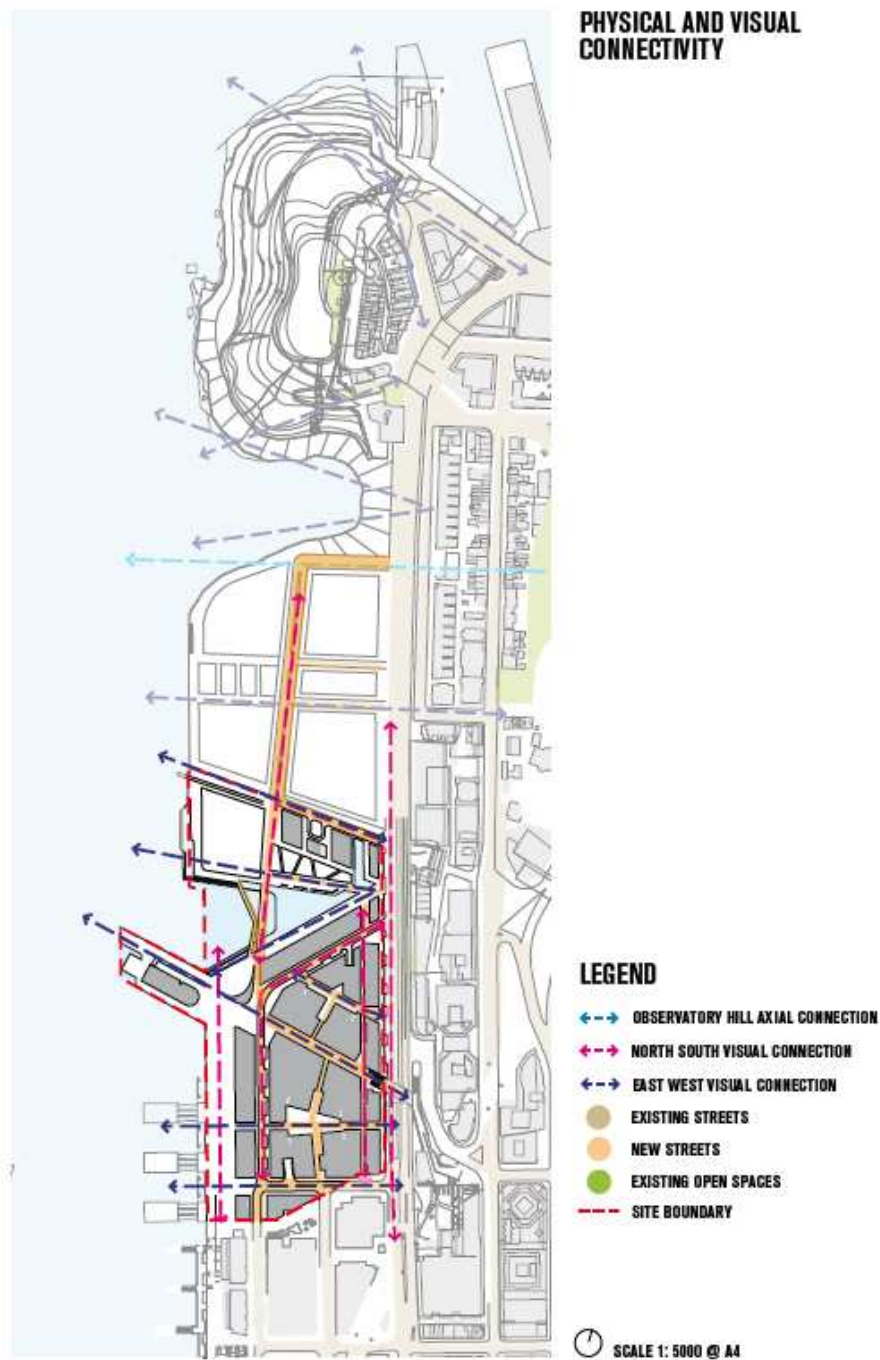 PHYSICAL AND VISUAL
CONNECTIVITY
LEGEND
OBSERVATORY HILL AXIAL CONNECTION
NORTH SOUTH VISUAL CONNECTION
EAST WEST VISUAL CONNECTION
EXISTING STREETS
NEW STREETS
EXISTING OPEN SPACES
SITE BOUNDARY
SCALE 1: 5000 @ A4